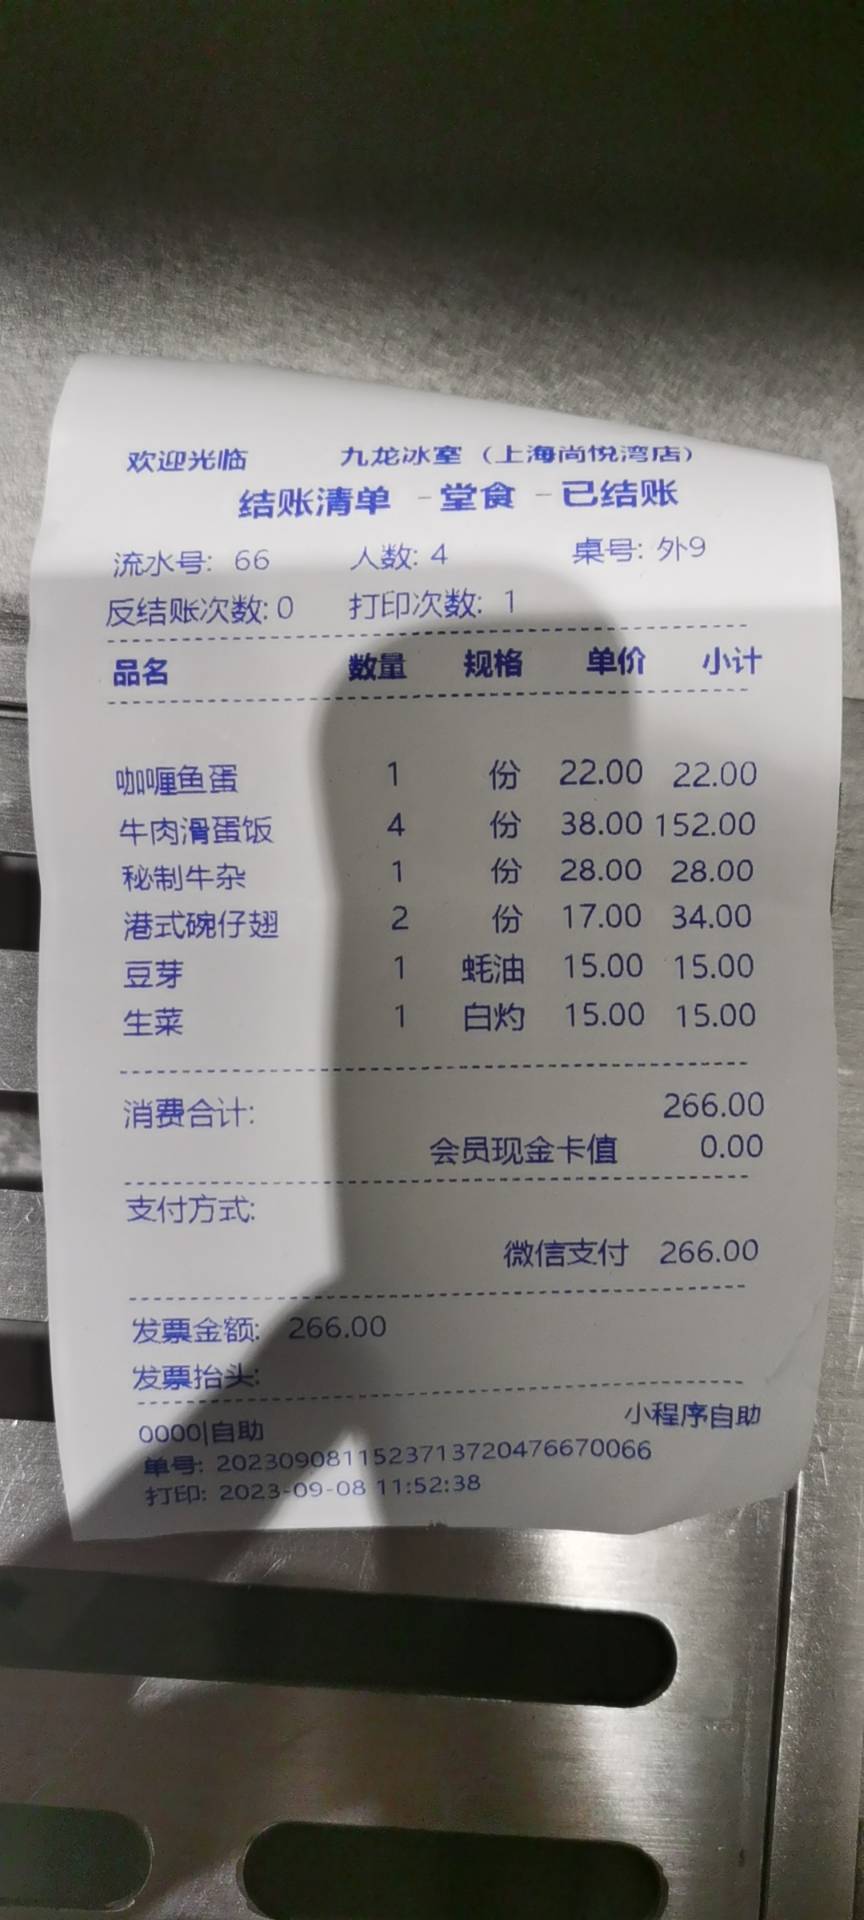 欢迎光临 九龙冰室（上海尚悦湾店）
结账清单 -堂食 -已结账
流水号: 66 人数: 4 桌号: 外9
反结账次数: 0 打印次数: 1
品名 数量 规格 单价 小计
咖喱鱼蛋 1 份 22.00 22.00
牛肉滑蛋饭 4 份 38.00 152.00
秘制牛杂 1 份 28.00 28.00
港式碗仔翅 2 份 17.00 34.00
豆芽 1 蚝油 15.00 15.00
生菜 1 白灼 15.00 15.00
消费合计: 266.00
会员现金卡值 0.00
支付方式:
微信支付 266.00
发票金额: 266.00
发票抬头:
0000|自助 小程序自助
单号: 2023090811523713720476670066
打印: 2023-09-08 11:52:38